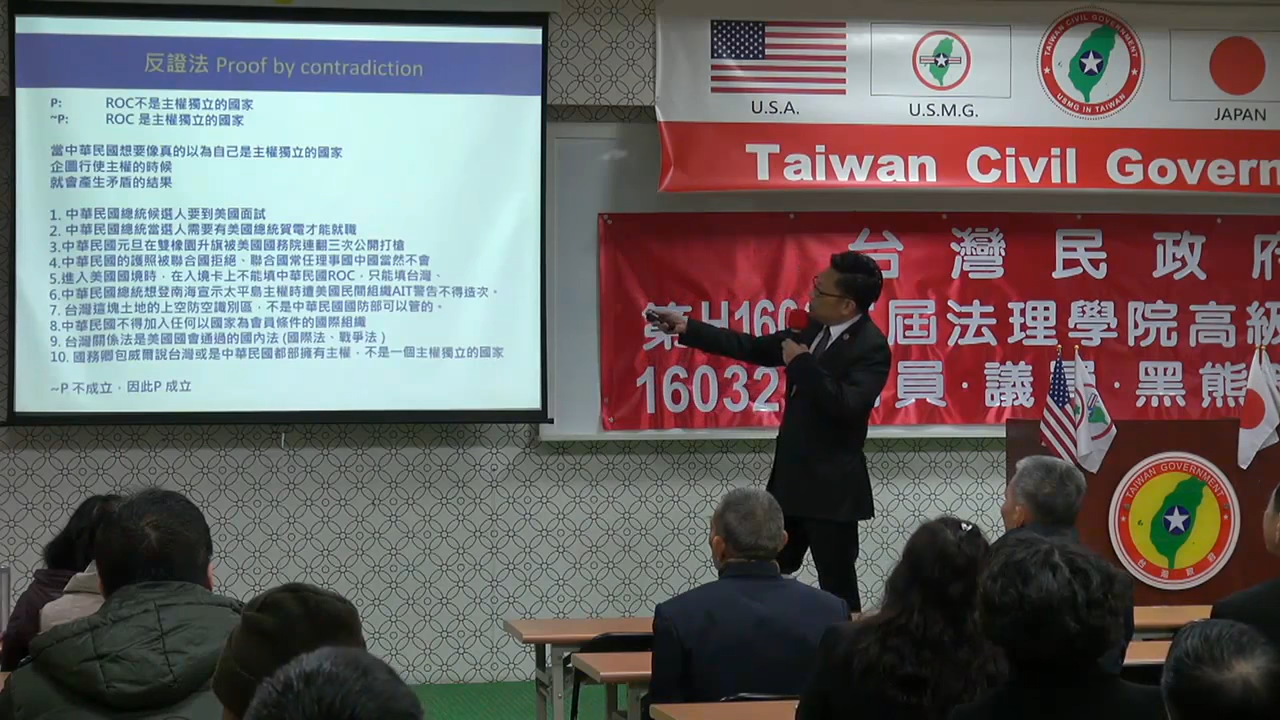 反證法 Proof by contradiction
P: ROC不是主權獨立的國家
~P: ROC 是主權獨立的國家
當中華民國想要像真的以為自己是主權獨立的國家
企圖行使主權的時候
就會產生矛盾的結果
1. 中華民國總統候選人要到美國面試
2. 中華民國總統當選人需要有美國總統賀電才能就職
3.中華民國元旦在雙橡園升旗被美國國務院連翻三次公開打槍
4.中華民國的護照被聯合國拒絕、聯合國常任理事國中國當然不會
5.進入美國國境時，在入境卡上不能填中華民國ROC，只能填台灣、
6.中華民國總統想登南海宣示太平島主權時遭美國民間組織AIT警告不得造次。
7. 台灣這塊土地的上空防空識別區，不是中華民國國防部可以管的。
8.中華民國不得加入任何以國家為會員條件的國際組織
9. 台灣關係法是美國國會通過的國內法 (國際法、戰爭法 )
10. 國務卿包威爾說台灣或是中華民國都部擁有主權，不是一個主權獨立的國家
~P 不成立，因此P 成立
U.S.A.
U.S.M.G.
TAIWAN CIVIL GOVERNMENT
USMG IN TAIWAN
JAPAN
Taiwan Civil Govern
台灣民政府
第H160 屆法理學院高級
16032 員·議員·黑熊
TAIWAN GOVERNMENT
台灣政府